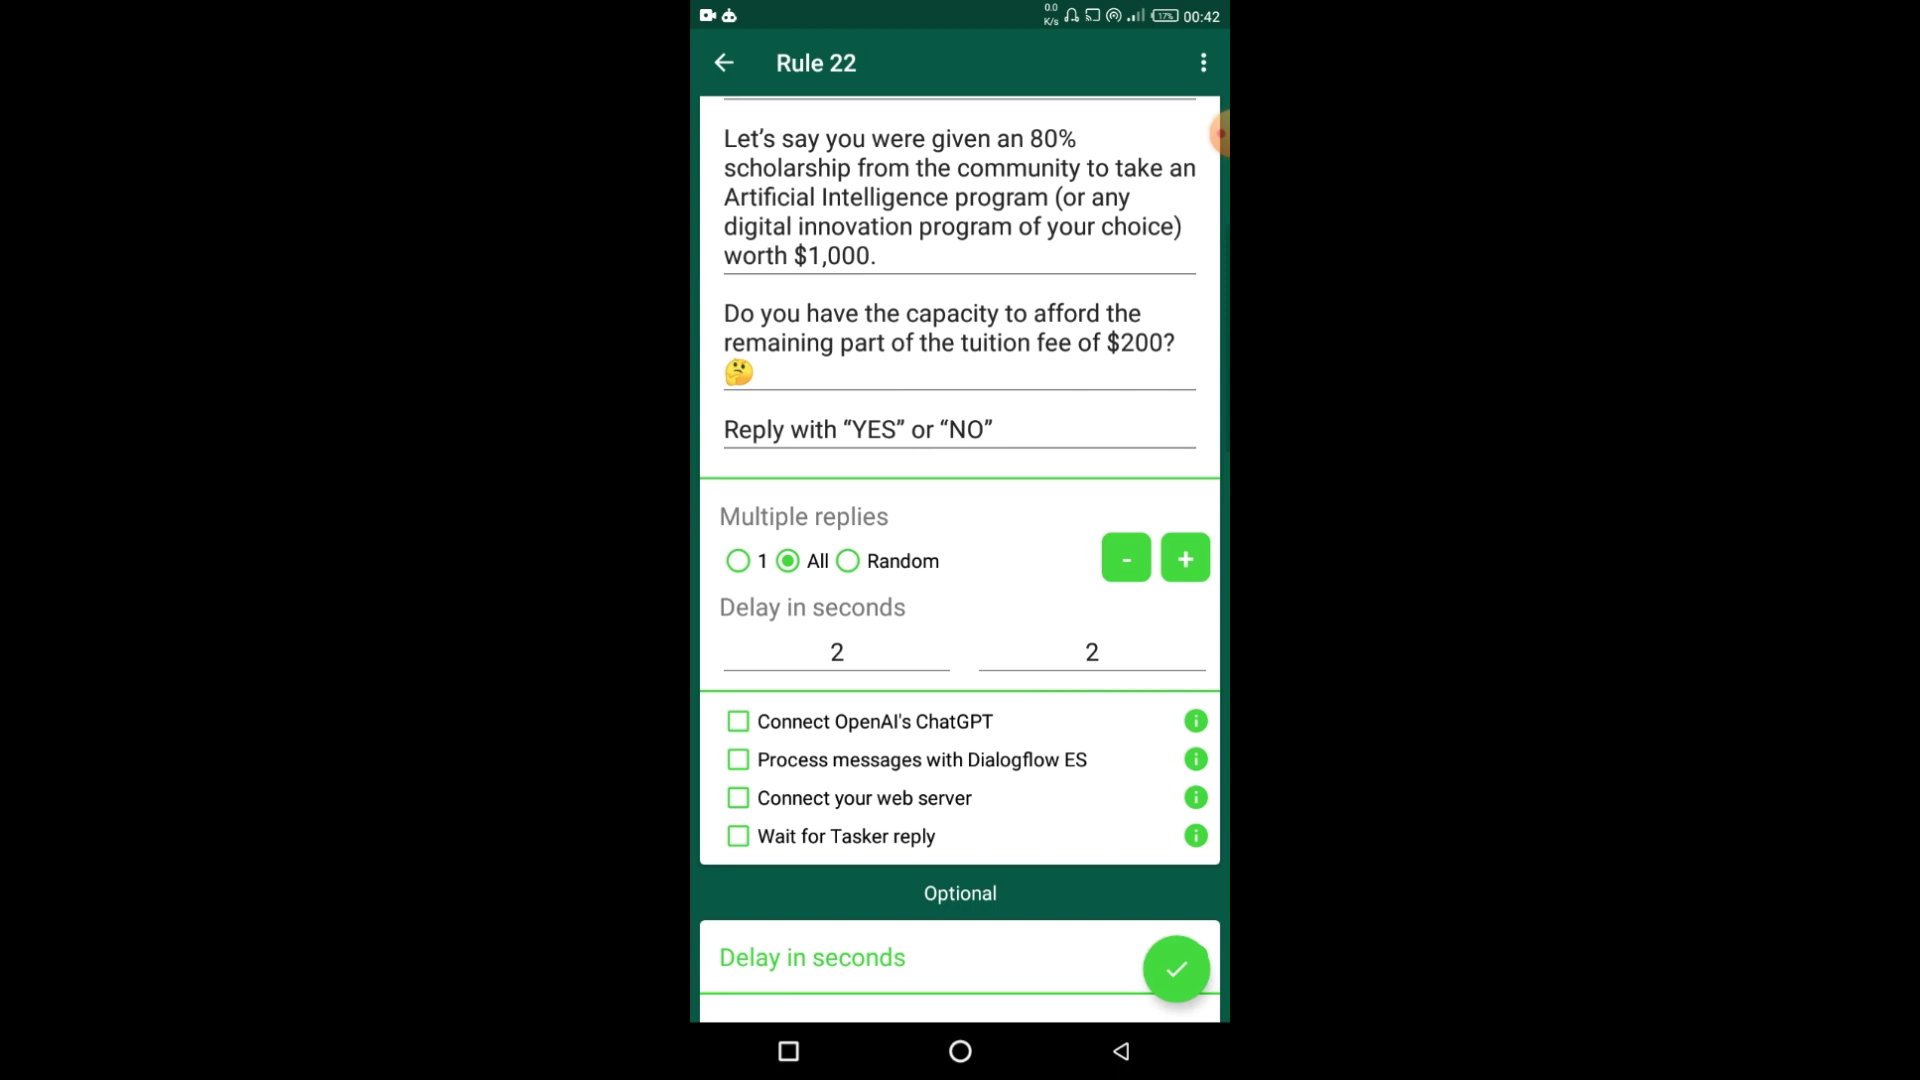 0.0
K/s
17%
00:42
Rule 22
Let’s say you were given an 80%
scholarship from the community to take an
Artificial Intelligence program (or any
digital innovation program of your choice)
worth $1,000.
Do you have the capacity to afford the
remaining part of the tuition fee of $200?
🤔
Reply with “YES” or “NO”
Multiple replies
1 All Random - +
Delay in seconds
2 2
Connect OpenAI's ChatGPT
Process messages with Dialogflow ES
Connect your web server
Wait for Tasker reply
Optional
Delay in seconds